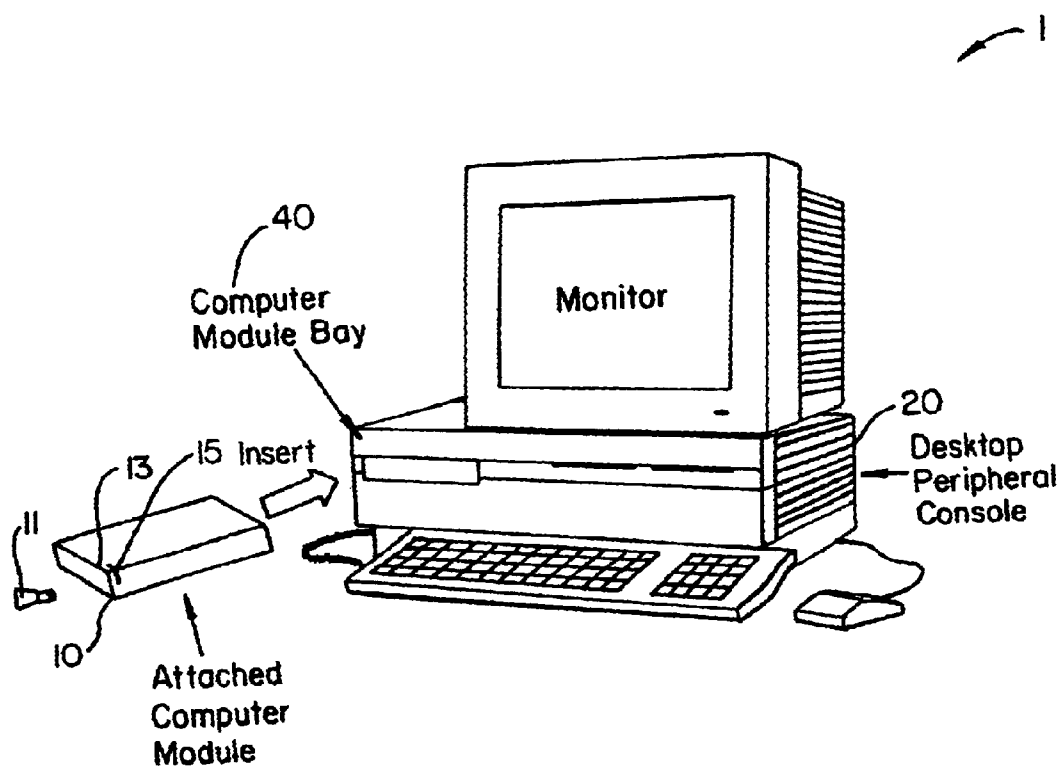 1
40
Computer
Module Bay
Monitor
20
Desktop
Peripheral
Console
13
15 Insert
11
10
Attached
Computer
Module